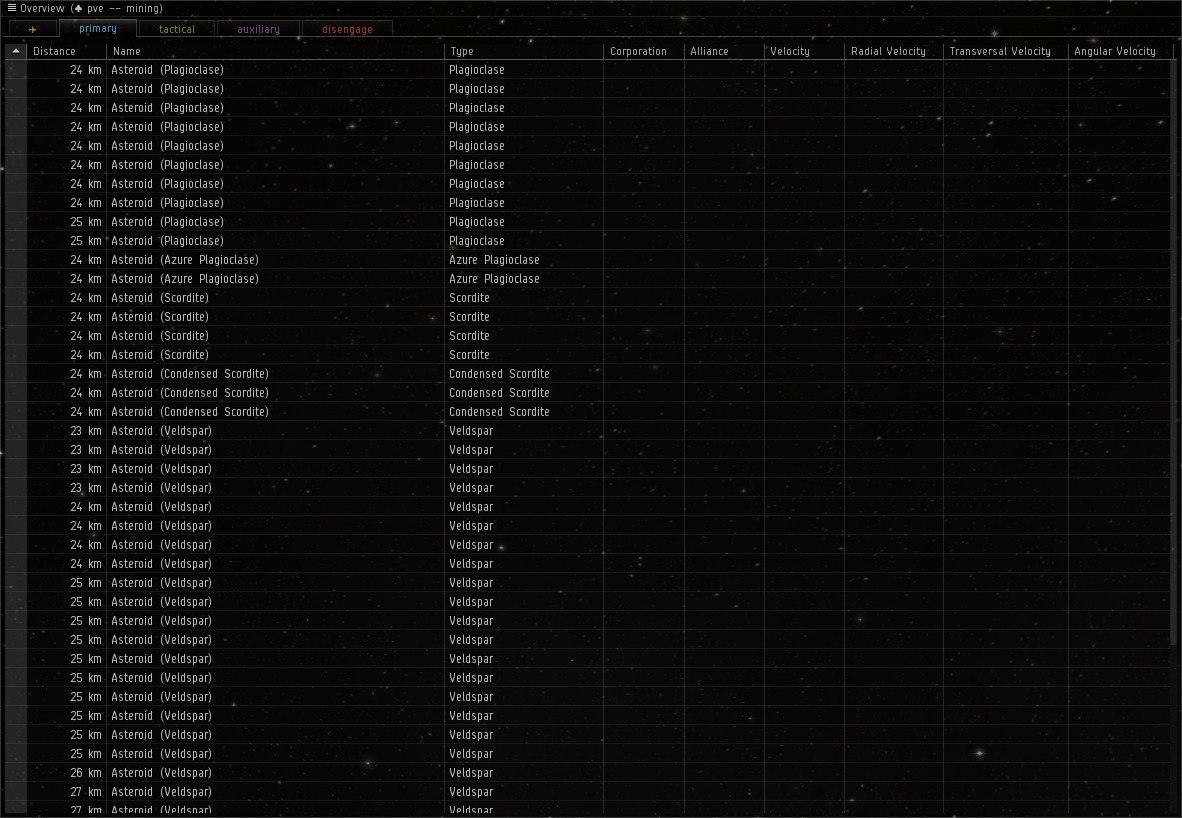 Overview (♣ pve -- mining)
primary tactical auxiliary disengage
Distance Name Type Corporation Alliance Velocity Radial Velocity Transversal Velocity Angular Velocity
24 km Asteroid (Plagioclase) Plagioclase
24 km Asteroid (Plagioclase) Plagioclase
24 km Asteroid (Plagioclase) Plagioclase
24 km Asteroid (Plagioclase) Plagioclase
24 km Asteroid (Plagioclase) Plagioclase
24 km Asteroid (Plagioclase) Plagioclase
24 km Asteroid (Plagioclase) Plagioclase
24 km Asteroid (Plagioclase) Plagioclase
25 km Asteroid (Plagioclase) Plagioclase
25 km Asteroid (Plagioclase) Plagioclase
24 km Asteroid (Azure Plagioclase) Azure Plagioclase
24 km Asteroid (Azure Plagioclase) Azure Plagioclase
24 km Asteroid (Scordite) Scordite
24 km Asteroid (Scordite) Scordite
24 km Asteroid (Scordite) Scordite
24 km Asteroid (Scordite) Scordite
24 km Asteroid (Condensed Scordite) Condensed Scordite
24 km Asteroid (Condensed Scordite) Condensed Scordite
24 km Asteroid (Condensed Scordite) Condensed Scordite
23 km Asteroid (Veldspar) Veldspar
23 km Asteroid (Veldspar) Veldspar
23 km Asteroid (Veldspar) Veldspar
23 km Asteroid (Veldspar) Veldspar
24 km Asteroid (Veldspar) Veldspar
24 km Asteroid (Veldspar) Veldspar
24 km Asteroid (Veldspar) Veldspar
24 km Asteroid (Veldspar) Veldspar
25 km Asteroid (Veldspar) Veldspar
25 km Asteroid (Veldspar) Veldspar
25 km Asteroid (Veldspar) Veldspar
25 km Asteroid (Veldspar) Veldspar
25 km Asteroid (Veldspar) Veldspar
25 km Asteroid (Veldspar) Veldspar
25 km Asteroid (Veldspar) Veldspar
25 km Asteroid (Veldspar) Veldspar
25 km Asteroid (Veldspar) Veldspar
25 km Asteroid (Veldspar) Veldspar
26 km Asteroid (Veldspar) Veldspar
27 km Asteroid (Veldspar) Veldspar
27 km Asteroid (Veldspar) Veldspar